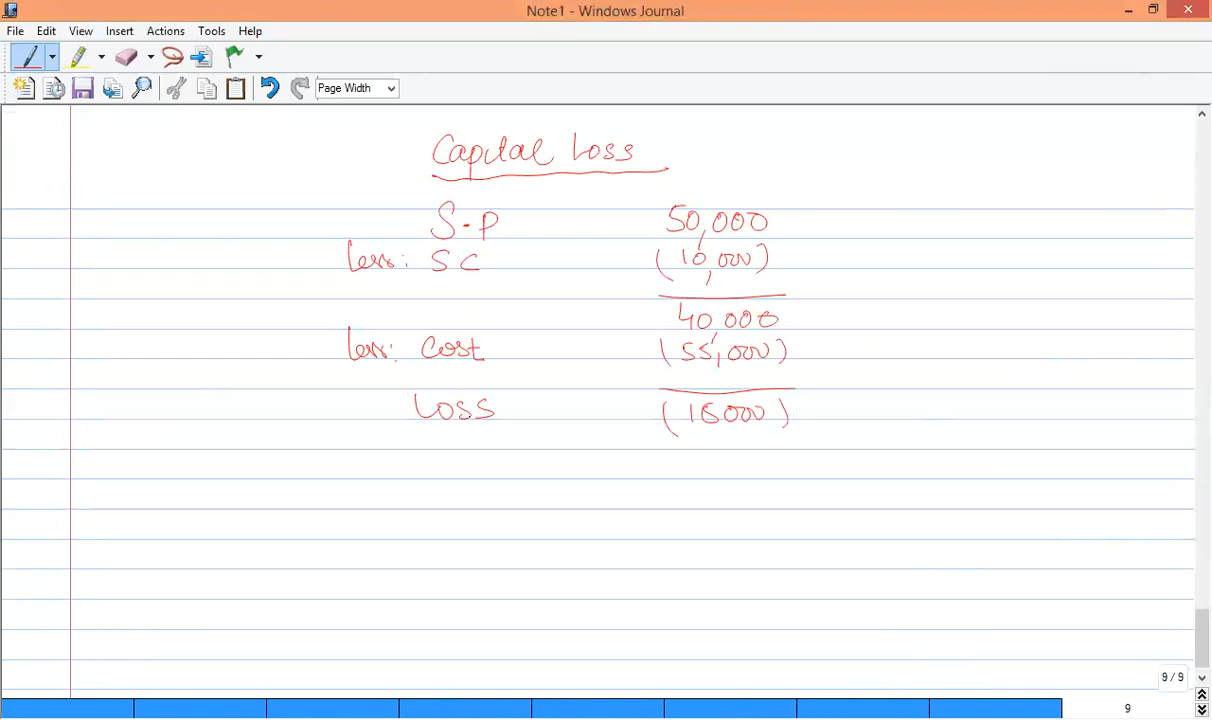 Note1 - Windows Journal
File Edit View Insert Actions Tools Help
Page Width
Capital Loss
S.P 50,000
less: SC (10,000)
40,000
less: Cost (55,000)
Loss (15000)
9 / 9
9